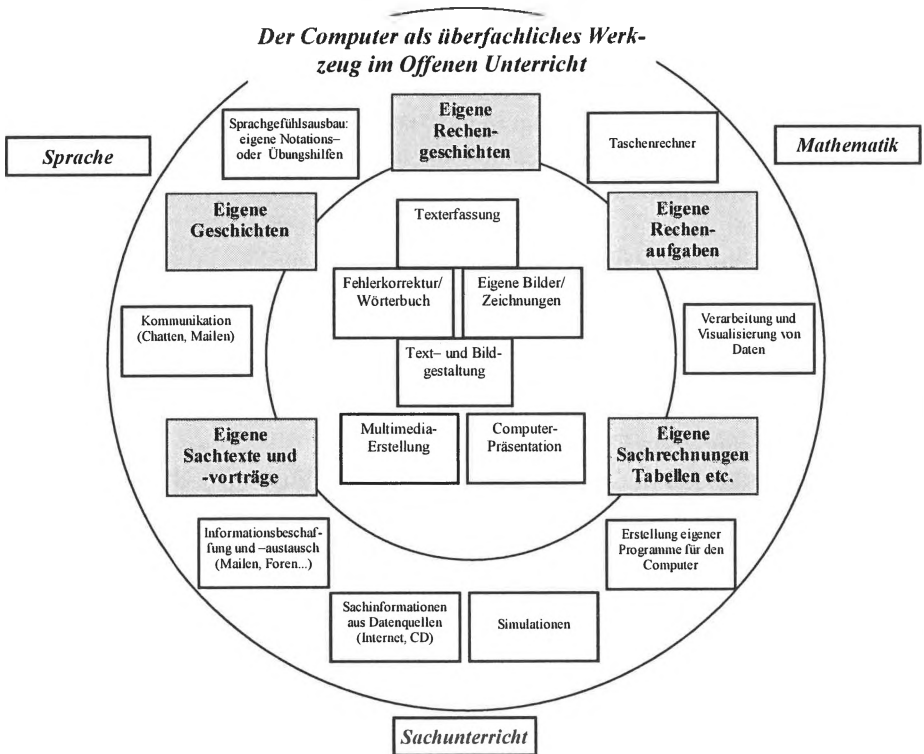 Der Computer als überfachliches Werk-
zeug im Offenen Unterricht
Sprache
Sprachgefühlsausbau:
eigene Notations–
oder Übungshilfen
Eigene
Rechen-
geschichten
Taschenrechner
Mathematik
Eigene
Geschichten
Texterfassung
Eigene
Rechen-
aufgaben
Fehlerkorrektur/
Wörterbuch
Eigene Bilder/
Zeichnungen
Kommunikation
(Chatten, Mailen)
Text– und Bild-
gestaltung
Verarbeitung und
Visualisierung von
Daten
Eigene
Sachtexte und
-vorträge
Multimedia-
Erstellung
Computer-
Präsentation
Eigene
Sachrechnungen
Tabellen etc.
Informationsbeschaf-
fung und –austausch
(Mailen, Foren...)
Erstellung eigener
Programme für den
Computer
Sachinformationen
aus Datenquellen
(Internet, CD)
Simulationen
Sachunterricht